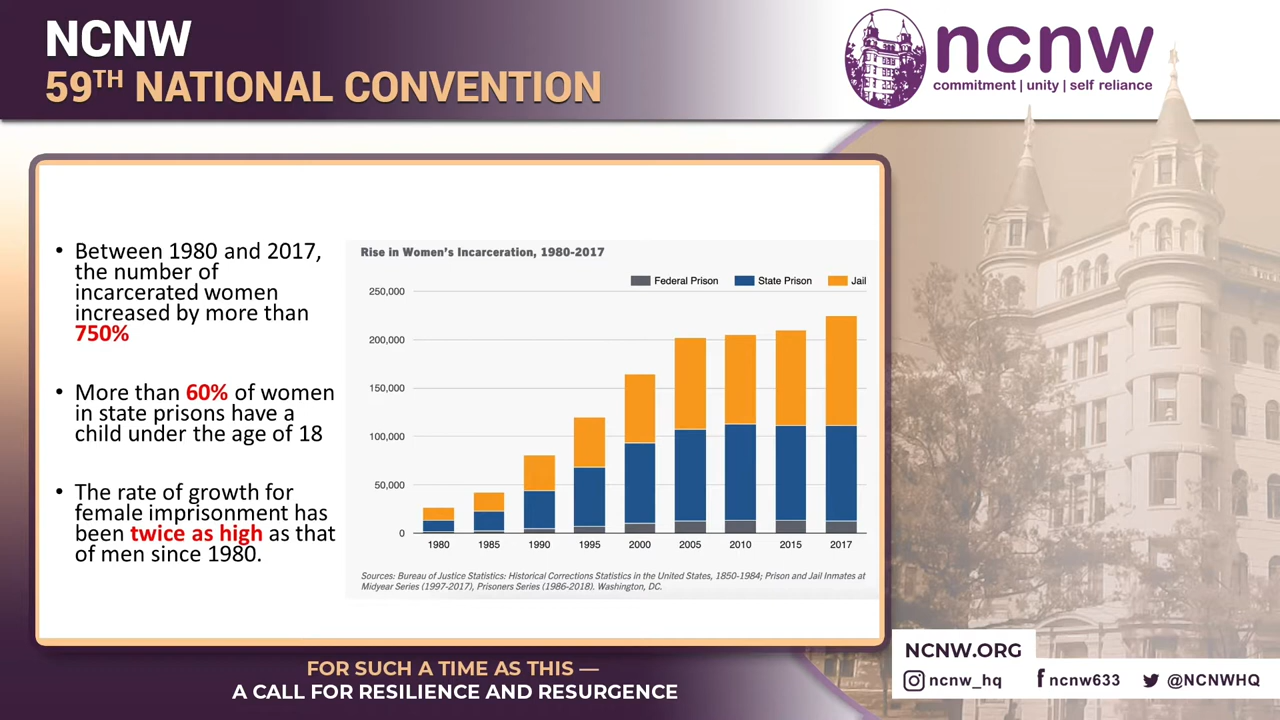 NCNW
59TH NATIONAL CONVENTION
ncnw
commitment | unity | self reliance
• Between 1980 and 2017,
the number of
incarcerated women
increased by more than
750%
• More than 60% of women
in state prisons have a
child under the age of 18
• The rate of growth for
female imprisonment has
been twice as high as that
of men since 1980.
Rise in Women's Incarceration, 1980-2017
Federal Prison State Prison Jail
250,000
200,000
150,000
100,000
50,000
0
1980 1985 1990 1995 2000 2005 2010 2015 2017
Sources: Bureau of Justice Statistics: Historical Corrections Statistics in the United States, 1850-1984; Prison and Jail Inmates at
Midyear Series (1997-2017), Prisoners Series (1986-2018). Washington, DC.
FOR SUCH A TIME AS THIS —
A CALL FOR RESILIENCE AND RESURGENCE
NCNW.ORG
ncnw_hq ncnw633 @NCNWHQ